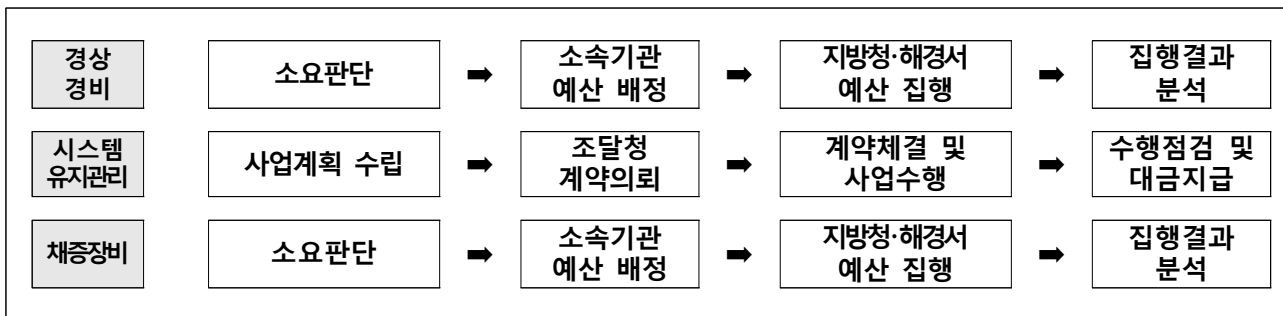 경상
경비
소요판단
➡
소속기관
예산 배정
➡
지방청·해경서
예산 집행
➡
집행결과
분석
시스템
유지관리
사업계획 수립
➡
조달청
계약의뢰
➡
계약체결 및
사업수행
➡
수행점검 및
대금지급
채증장비
소요판단
➡
소속기관
예산 배정
➡
지방청·해경서
예산 집행
➡
집행결과
분석